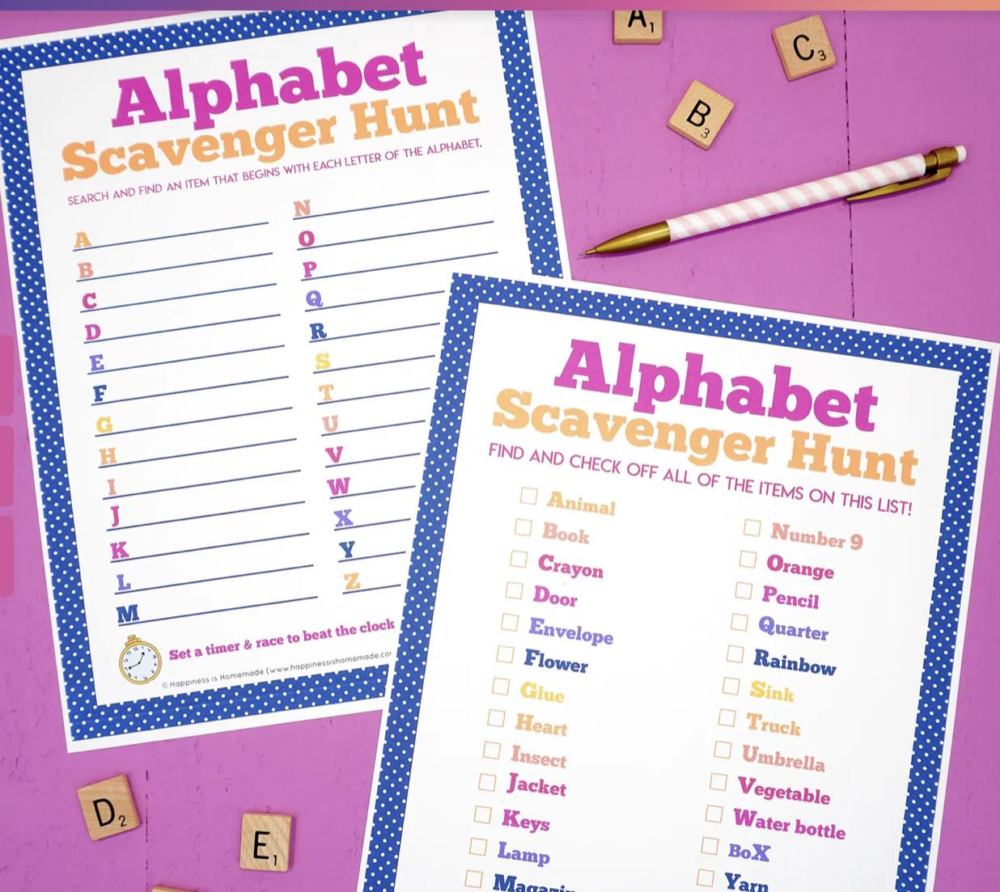 Alphabet
Scavenger Hunt
SEARCH AND FIND AN ITEM THAT BEGINS WITH EACH LETTER OF THE ALPHABET.
A
B
C
D
E
F
G
H
I
J
K
L
M
N
O
P
Q
R
S
T
U
V
W
X
Y
Z
Set a timer & race to beat the clock
© Happiness is Homemade (www.happinessishomemade.co
A1
C3
B3
Alphabet
Scavenger Hunt
FIND AND CHECK OFF ALL OF THE ITEMS ON THIS LIST!
Animal
Book
Crayon
Door
Envelope
Flower
Glue
Heart
Insect
Jacket
Keys
Lamp
Number 9
Orange
Pencil
Quarter
Rainbow
Sink
Truck
Umbrella
Vegetable
Water bottle
BoX
Yarn
D2
E1